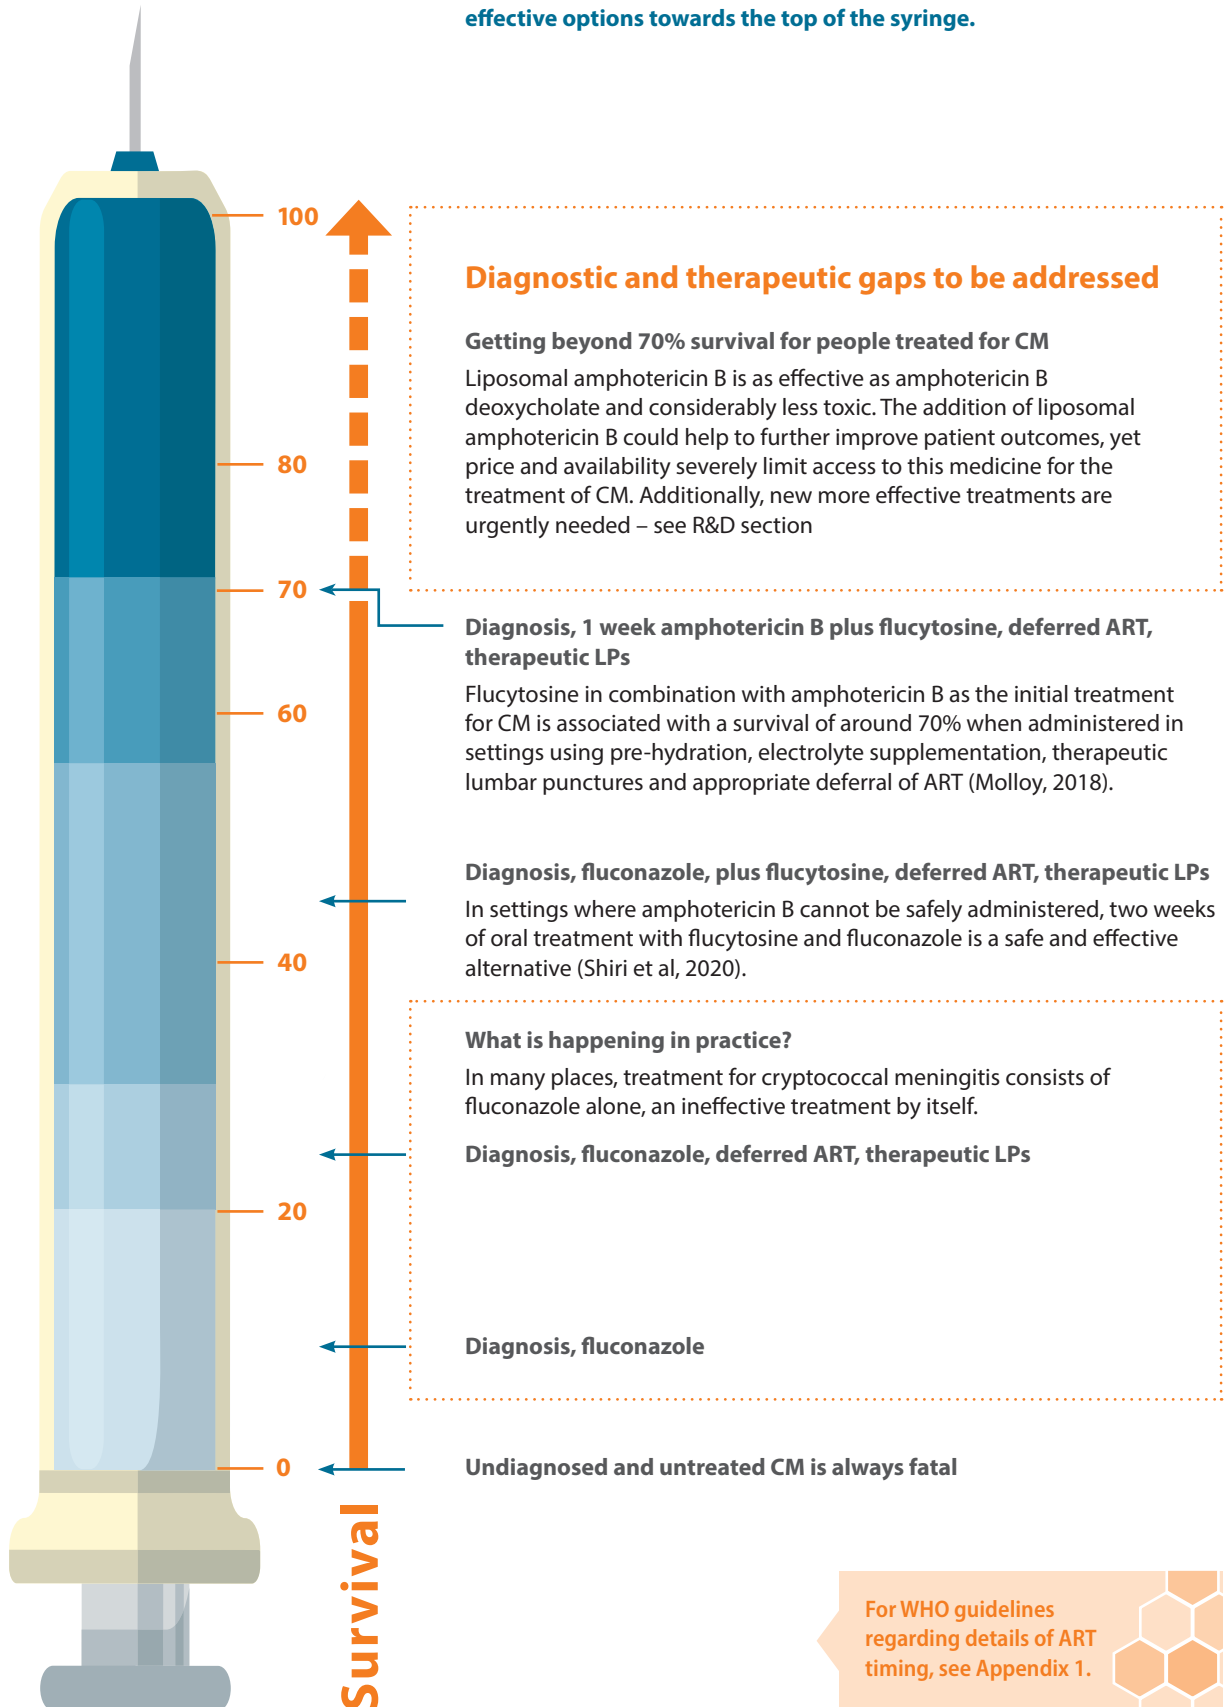 effective options towards the top of the syringe.
100
Diagnostic and therapeutic gaps to be addressed
Getting beyond 70% survival for people treated for CM
Liposomal amphotericin B is as effective as amphotericin B
deoxycholate and considerably less toxic. The addition of liposomal
amphotericin B could help to further improve patient outcomes, yet
80
price and availability severely limit access to this medicine for the
treatment of CM. Additionally, new more effective treatments are
urgently needed – see R&D section
70
Diagnosis, 1 week amphotericin B plus flucytosine, deferred ART,
therapeutic LPs
Flucytosine in combination with amphotericin B as the initial treatment
60
for CM is associated with a survival of around 70% when administered in
settings using pre-hydration, electrolyte supplementation, therapeutic
lumbar punctures and appropriate deferral of ART (Molloy, 2018).
Diagnosis, fluconazole, plus flucytosine, deferred ART, therapeutic LPs
In settings where amphotericin B cannot be safely administered, two weeks
of oral treatment with flucytosine and fluconazole is a safe and effective
40
alternative (Shiri et al, 2020).
What is happening in practice?
In many places, treatment for cryptococcal meningitis consists of
fluconazole alone, an ineffective treatment by itself.
Diagnosis, fluconazole, deferred ART, therapeutic LPs
20
Diagnosis, fluconazole
0
Undiagnosed and untreated CM is always fatal
Survival
For WHO guidelines
regarding details of ART
timing, see Appendix 1.